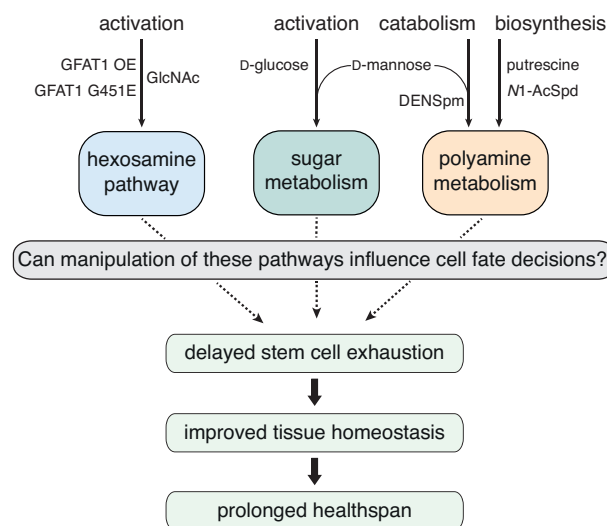 activation
activation
catabolism
biosynthesis
GFAT1 OE
GFAT1 G451E
GlcNAc
D-glucose
D-mannose
DENSpm
putrescine
N1-AcSpd
hexosamine
pathway
sugar
metabolism
polyamine
metabolism
Can manipulation of these pathways influence cell fate decisions?
delayed stem cell exhaustion
improved tissue homeostasis
prolonged healthspan